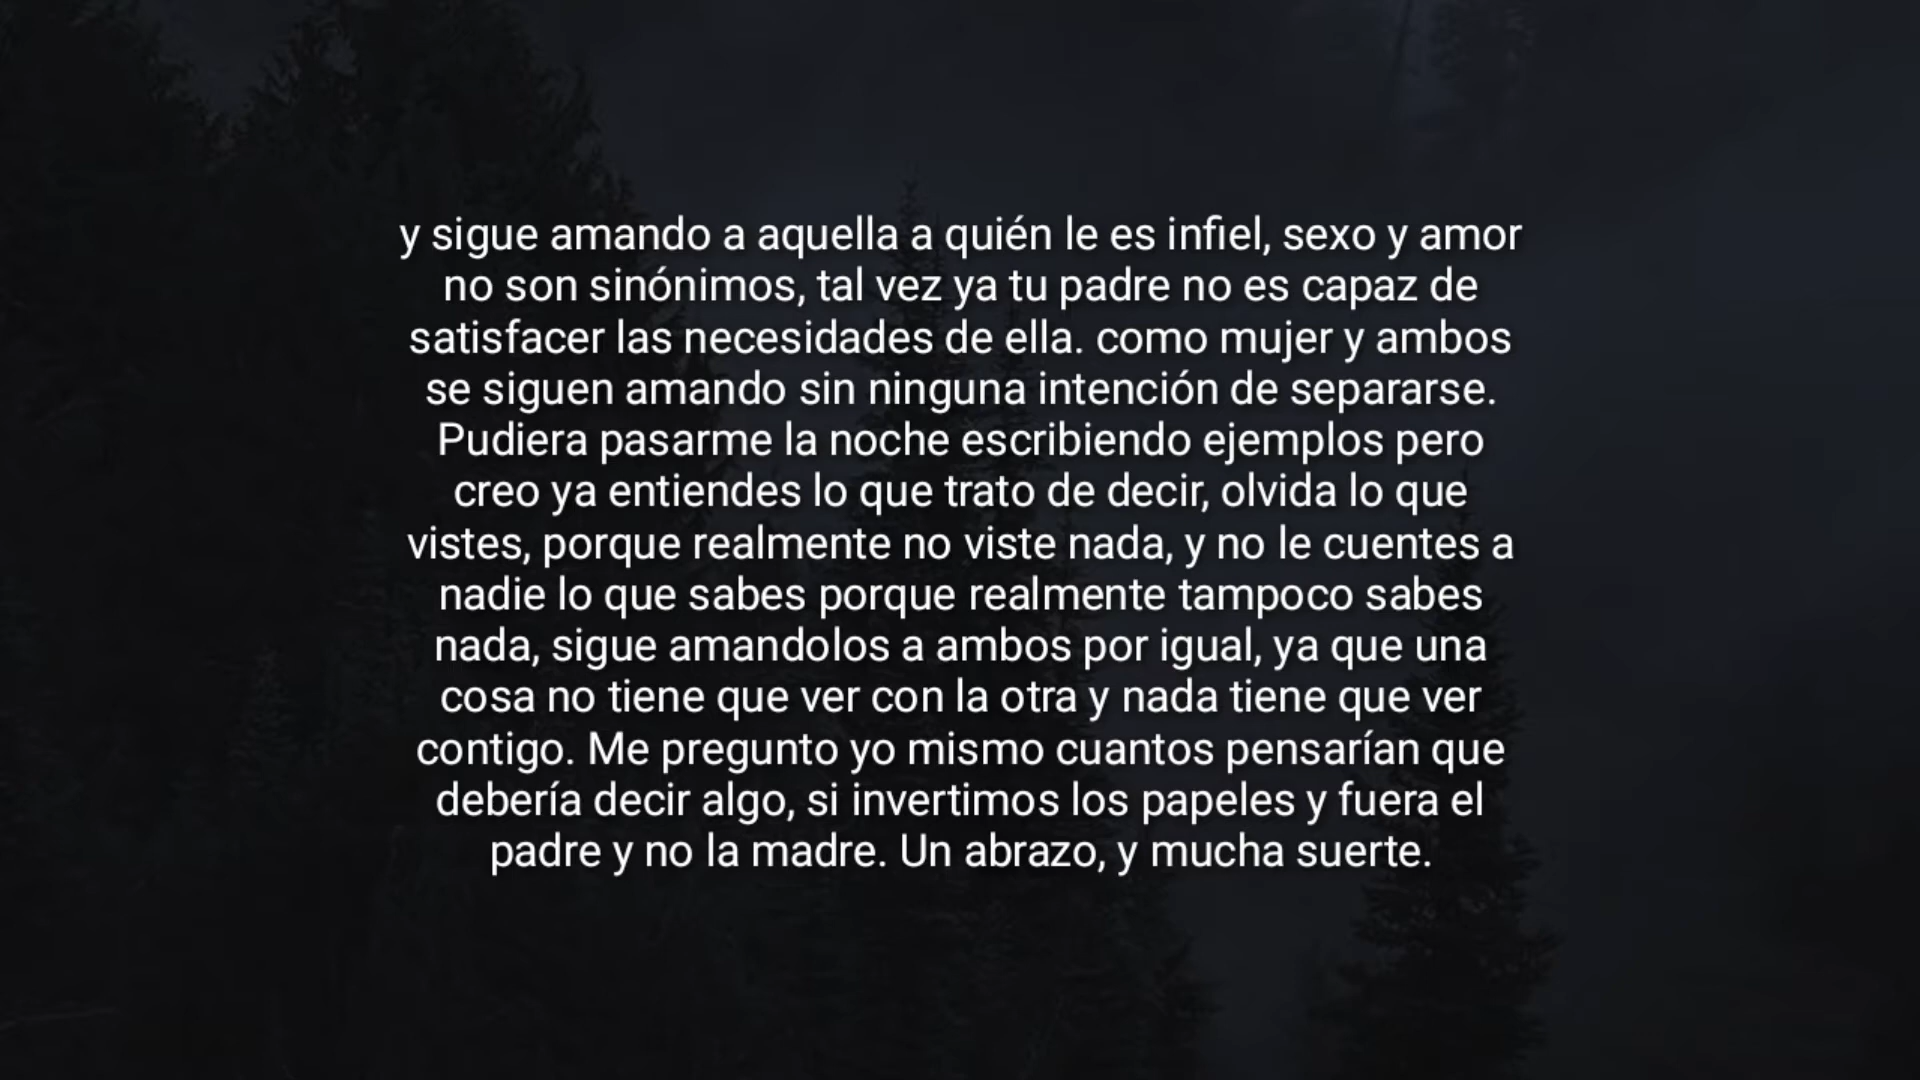 y sigue amando a aquella a quién le es infiel, sexo y amor
no son sinónimos, tal vez ya tu padre no es capaz de
satisfacer las necesidades de ella. como mujer y ambos
se siguen amando sin ninguna intención de separarse.
Pudiera pasarme la noche escribiendo ejemplos pero
creo ya entiendes lo que trato de decir, olvida lo que
vistes, porque realmente no viste nada, y no le cuentes a
nadie lo que sabes porque realmente tampoco sabes
nada, sigue amandolos a ambos por igual, ya que una
cosa no tiene que ver con la otra y nada tiene que ver
contigo. Me pregunto yo mismo cuantos pensarían que
debería decir algo, si invertimos los papeles y fuera el
padre y no la madre. Un abrazo, y mucha suerte.